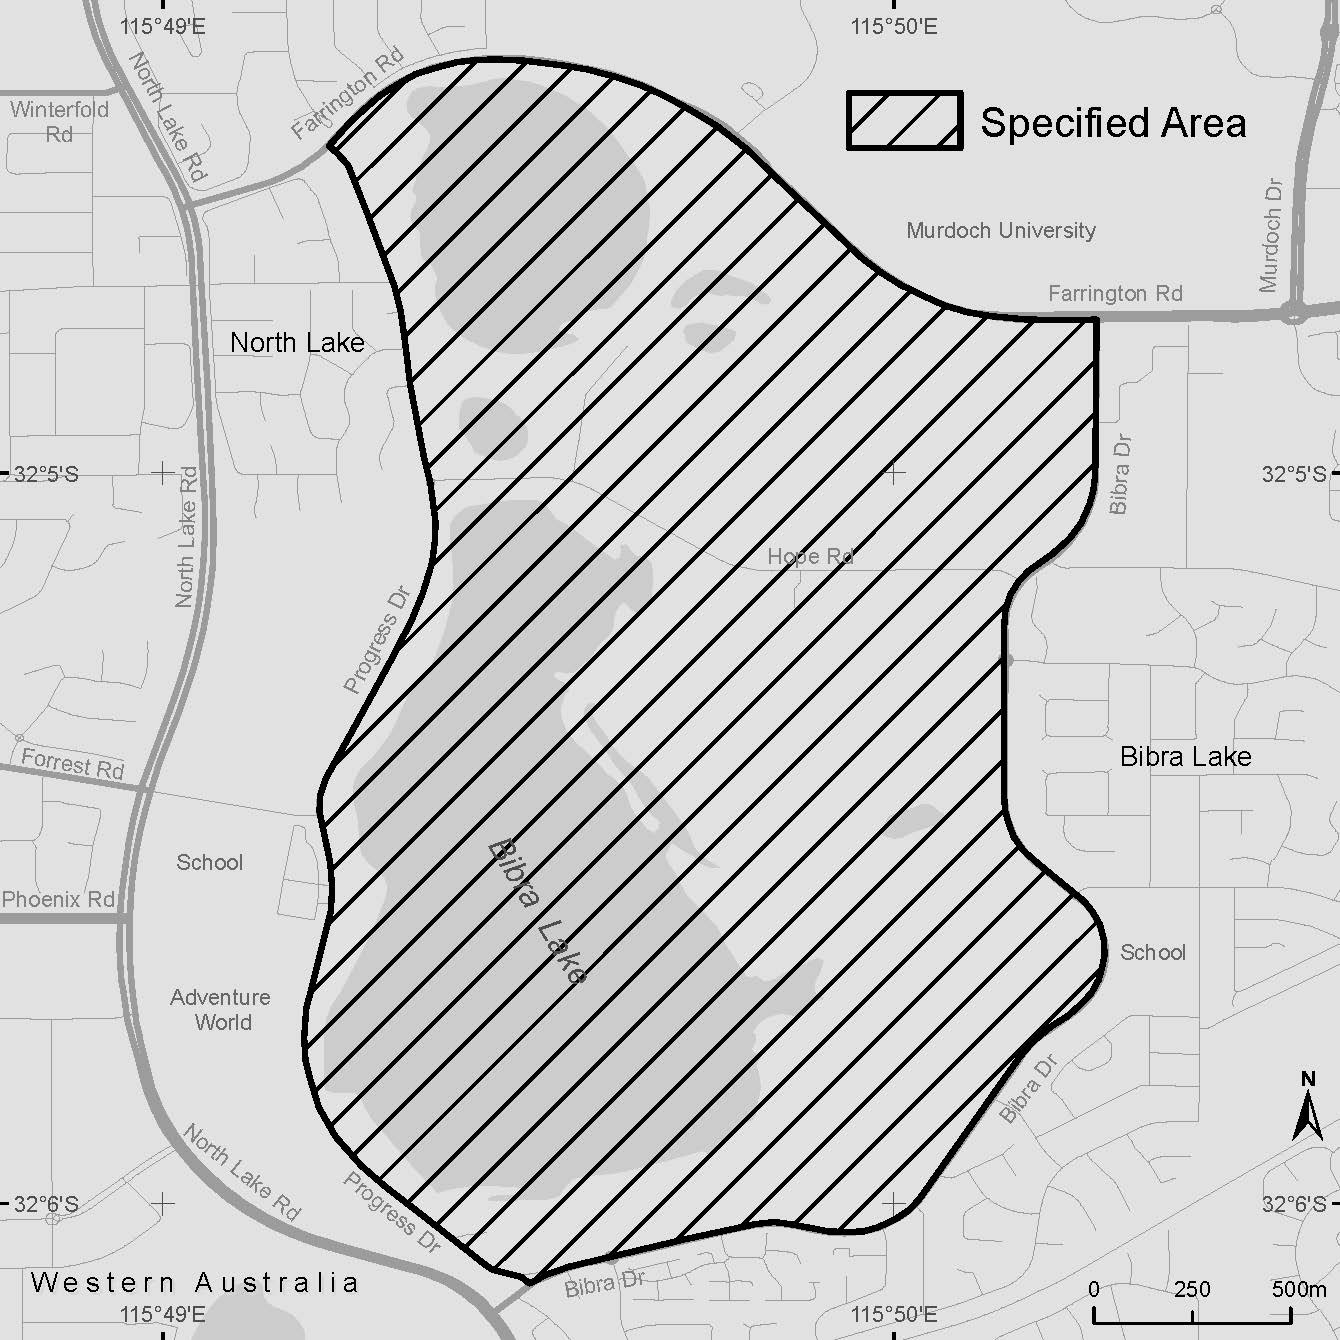 115°49'E
115°50'E
North Lake Rd
Farrington Rd
Winterfold
Rd
Specified Area
Murdoch Dr
Murdoch University
Farrington Rd
North Lake
32°5'S
32°5'S
North Lake Rd
Bibra Dr
Hope Rd
Progress Dr
Forrest Rd
Bibra Lake
School
Bibra Lake
Phoenix Rd
School
Adventure
World
Bibra Dr
N
North Lake Rd
Progress Dr
32°6'S
32°6'S
Western Australia
Bibra Dr
0 250 500m
115°49'E
115°50'E